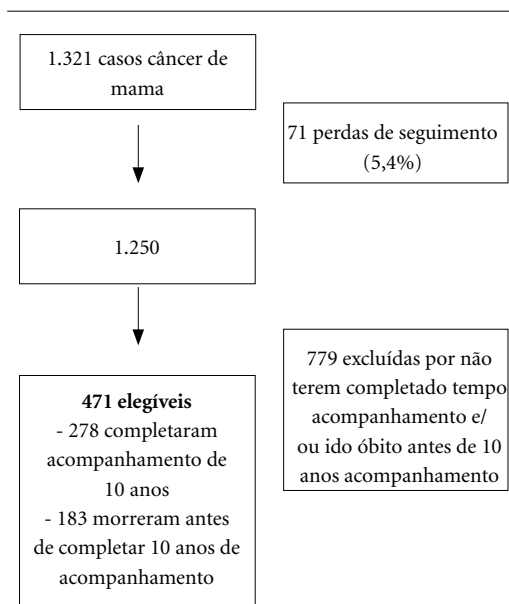 1.321 casos câncer de
mama
71 perdas de seguimento
(5,4%)
1.250
779 excluídas por não
terem completado tempo
acompanhamento e/
ou ido óbito antes de 10
anos acompanhamento
471 elegíveis
- 278 completaram
acompanhamento de
10 anos
- 183 morreram antes
de completar 10 anos de
acompanhamento